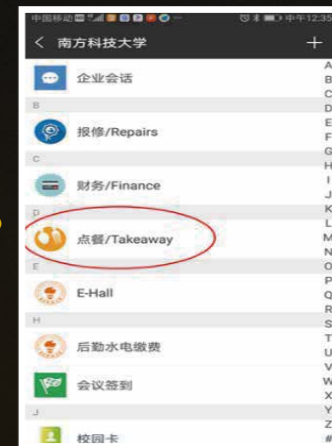 中国移动 中午12:35
南方科技大学 +
企业会话
B
报修/Repairs
C
财务/Finance
D
点餐/Takeaway
E
E-Hall
H
后勤水电缴费
会议签到
J
校园卡
A
B
C
D
E
F
G
H
I
J
K
L
M
N
O
P
Q
R
S
T
U
V
W
X
Y
Z
#